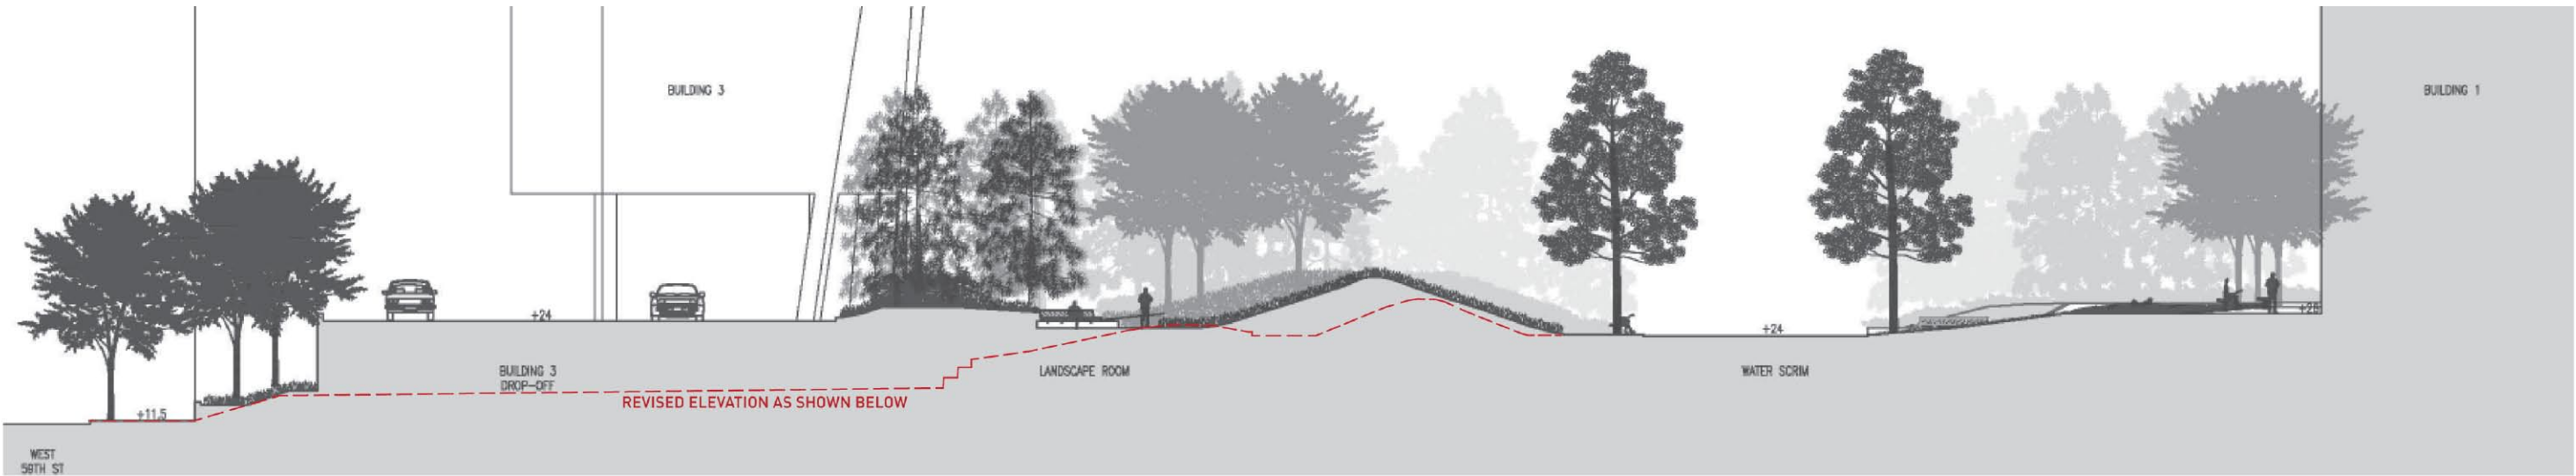 BUILDING 3
BUILDING 1
+24
+24
+11.5
BUILDING 3
DROP-OFF
REVISED ELEVATION AS SHOWN BELOW
LANDSCAPE ROOM
WATER SCRIM
WEST
59TH ST